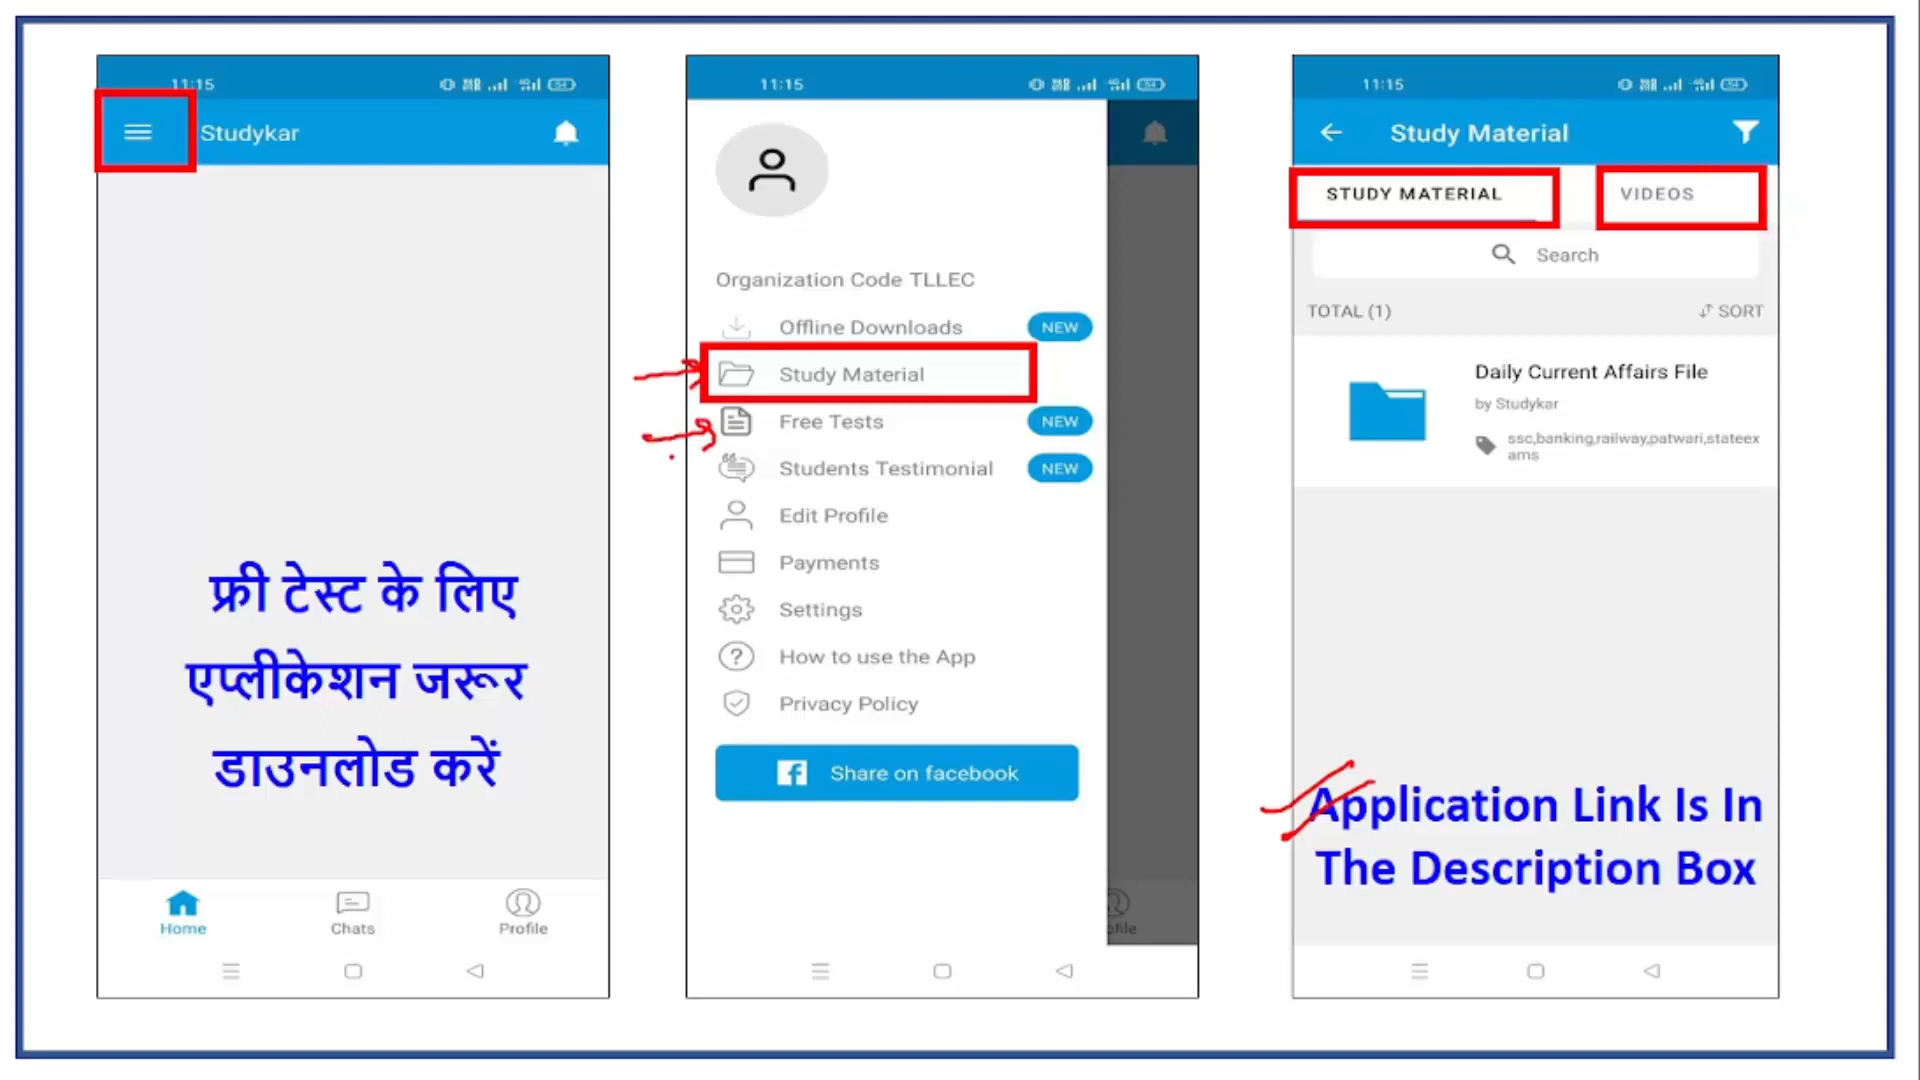 11:15
Studykar
फ्री टेस्ट के लिए
एप्लीकेशन जरूर
डाउनलोड करें
Home
Chats
Profile
11:15
Organization Code TLLEC
Offline Downloads NEW
Study Material
Free Tests NEW
Students Testimonial NEW
Edit Profile
Payments
Settings
How to use the App
Privacy Policy
Share on facebook
11:15
Study Material
STUDY MATERIAL VIDEOS
Search
TOTAL (1) SORT
Daily Current Affairs File
by Studykar
ssc,banking,railway,patwari,stateex
ams
Application Link Is In
The Description Box